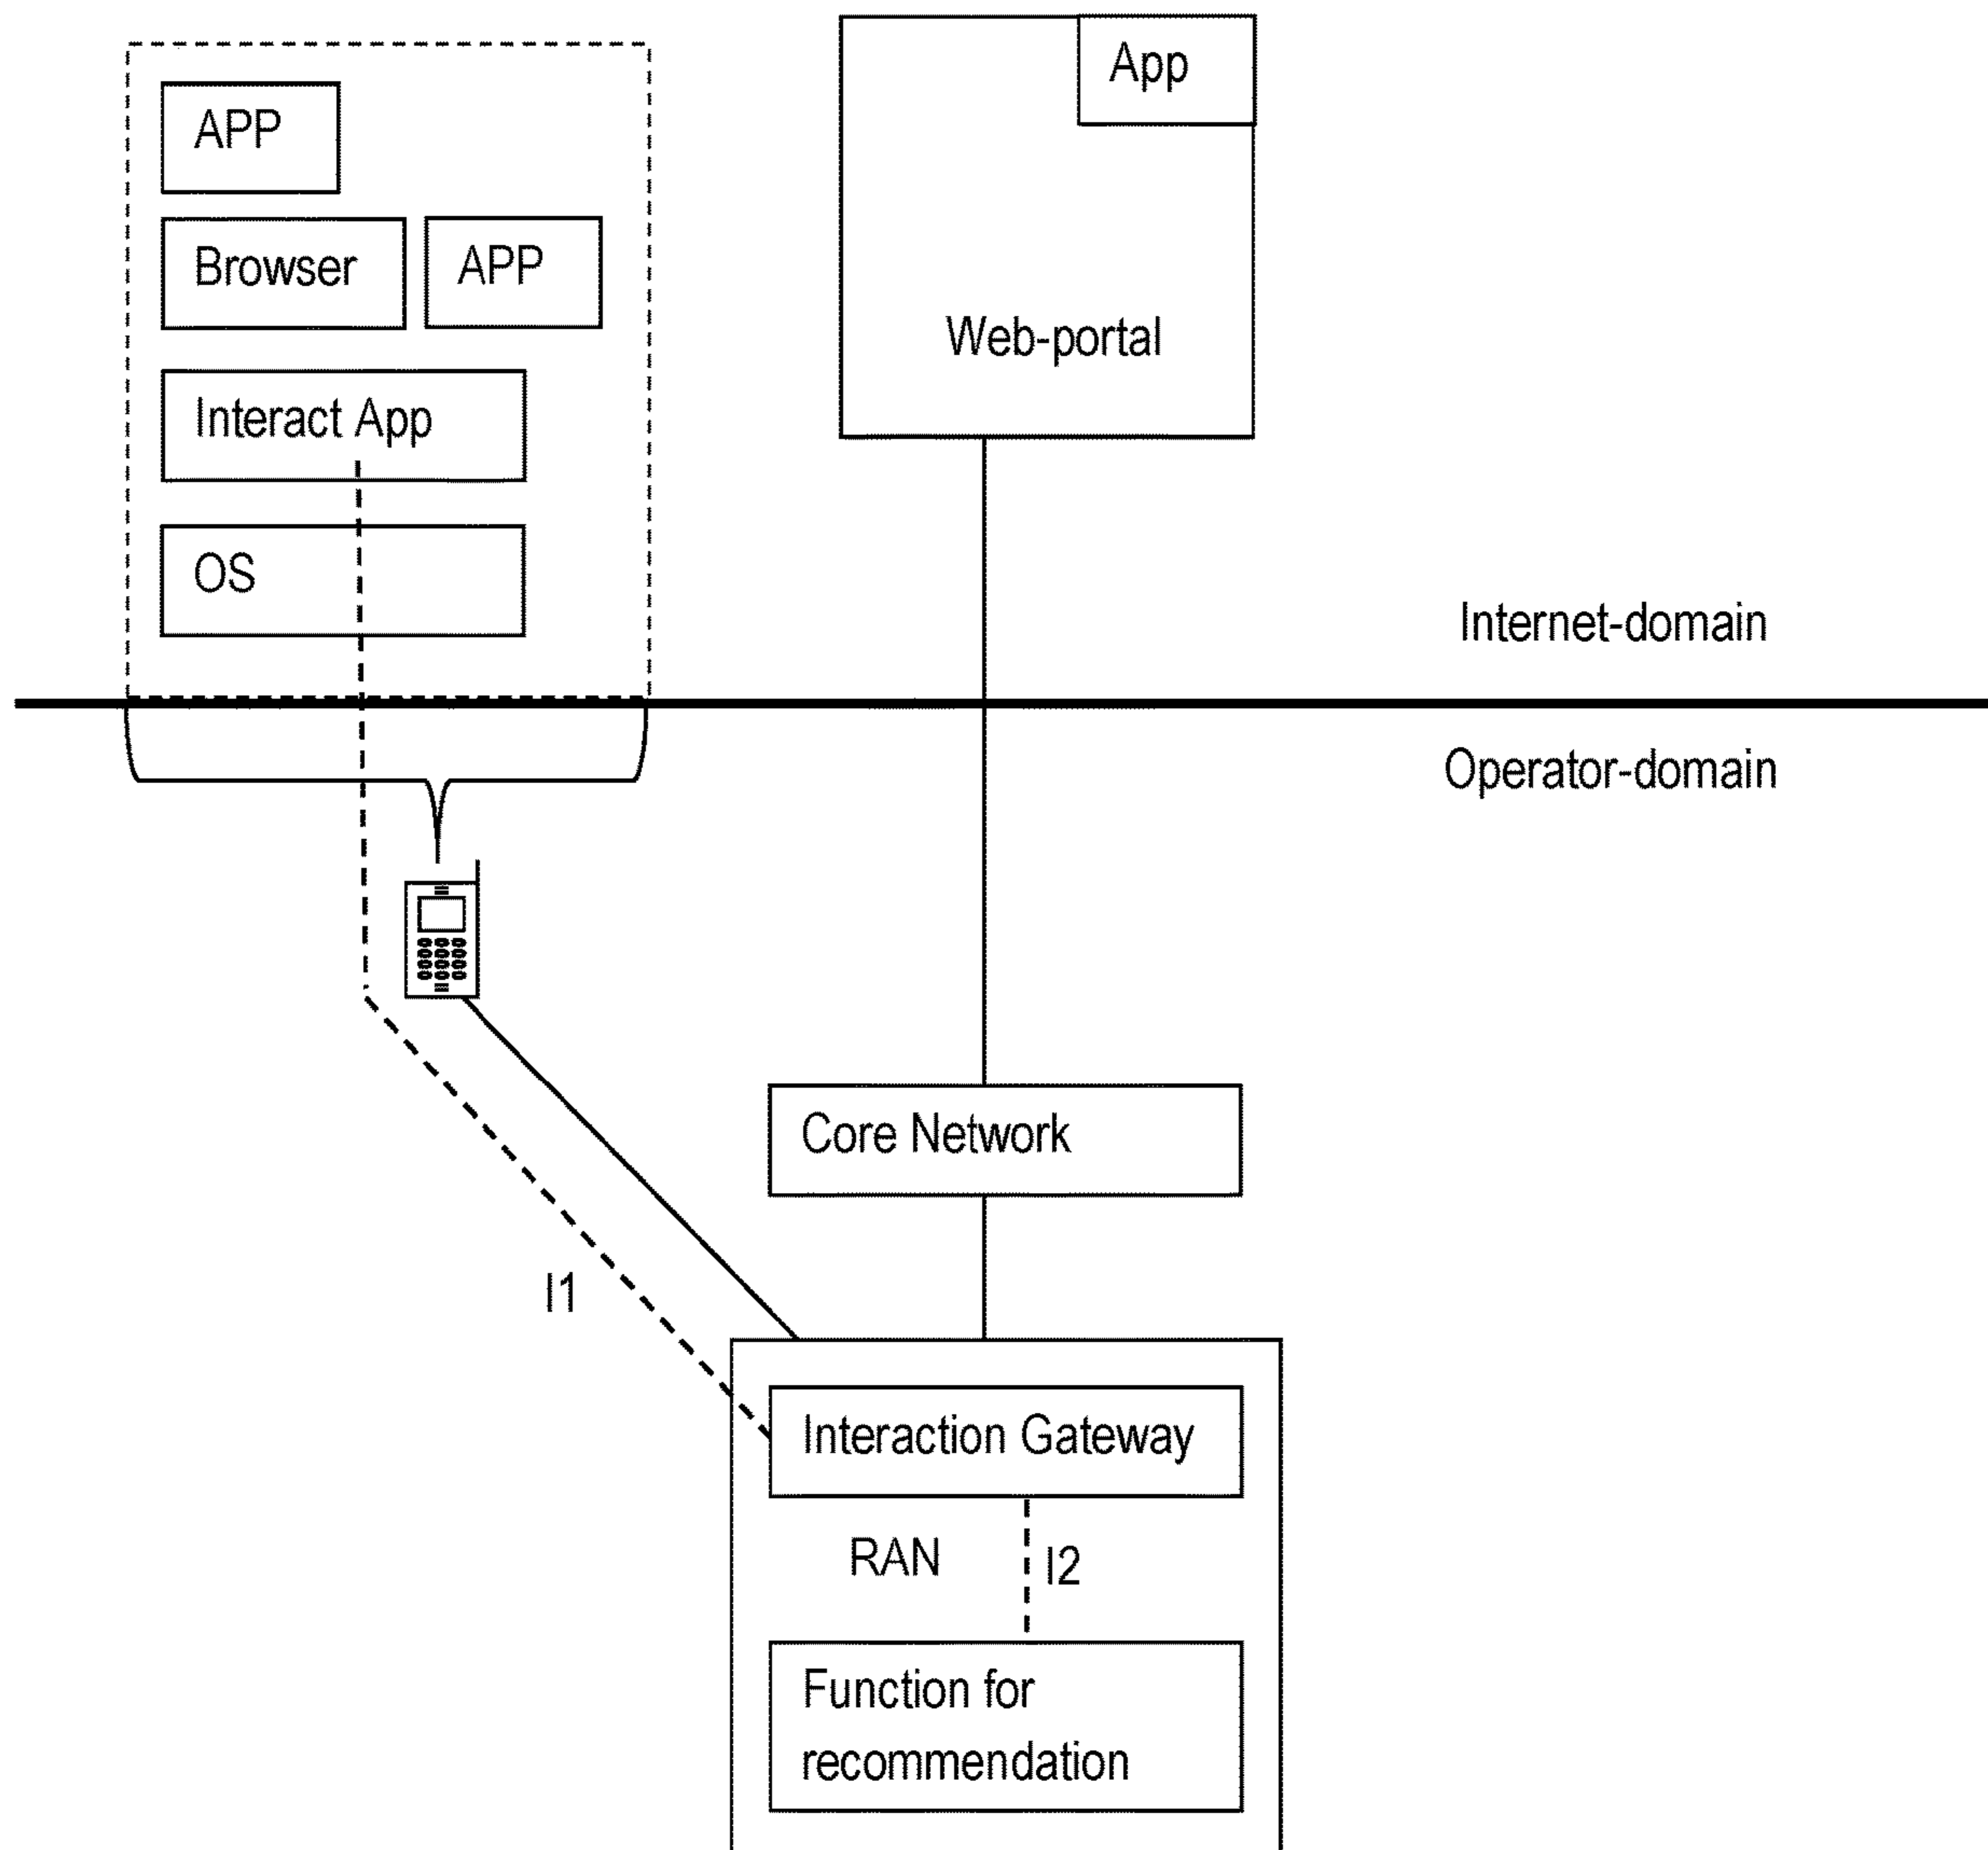 App
APP
Browser
APP
Web-portal
Interact App
OS
Internet-domain
Operator-domain
Core Network
I1
Interaction Gateway
RAN
I2
Function for
recommendation